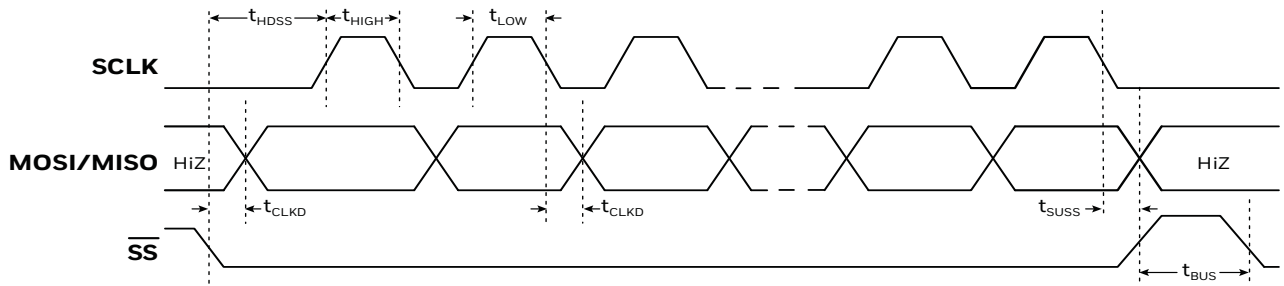 tHDSS tHIGH tLOW
SCLK
MOSI/MISO HiZ HiZ
tCLKD tCLKD tSUSS
SS
tBUS